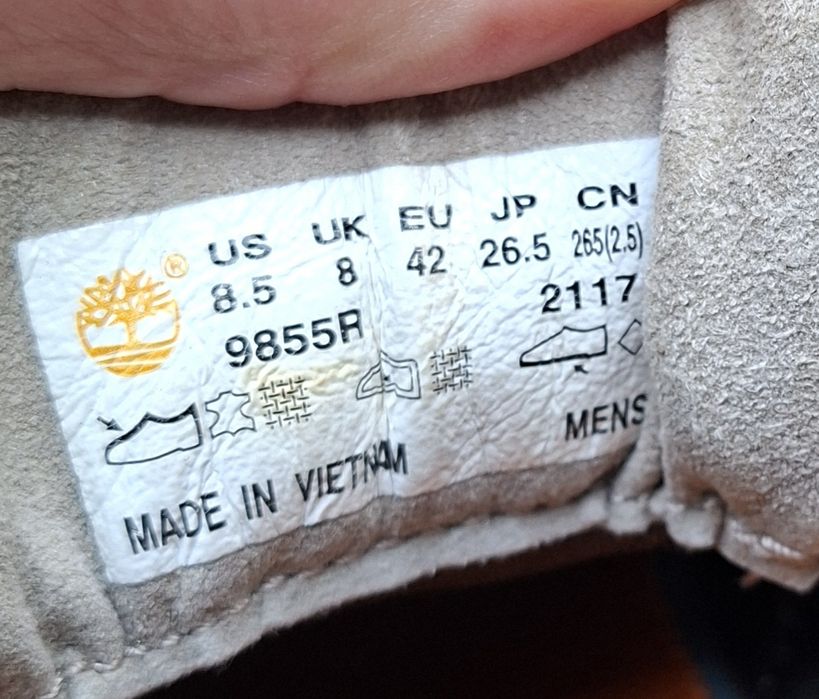 US UK EU JP CN
8.5 8 42 26.5 265(2.5)
9855R 2117
MENS
MADE IN VIETNAM
®